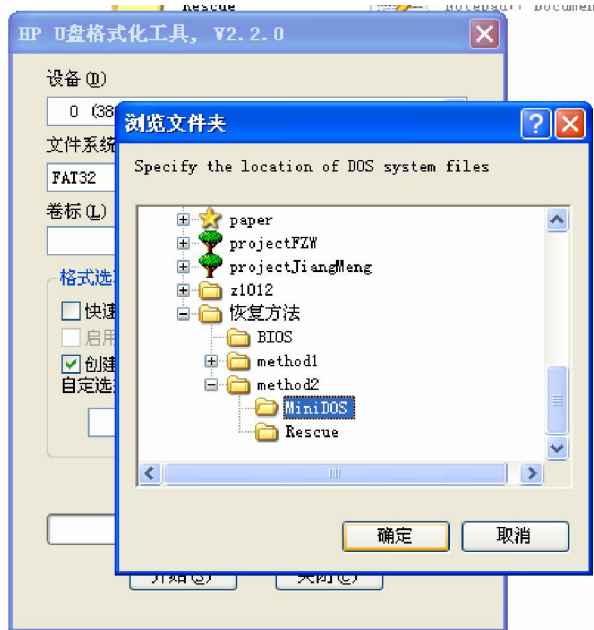 Rescue
Notepad++ Documen
HP U盘格式化工具, V2.2.0
设备(D)
0 (38
文件系统
FAT32
卷标(L)
格式选
快速
启用
创建
自定选
浏览文件夹
Specify the location of DOS system files
paper
projectFZW
projectJiangMeng
z1012
恢复方法
BIOS
method1
method2
MiniDOS
Rescue
确定
取消
开始(S)
关闭(C)